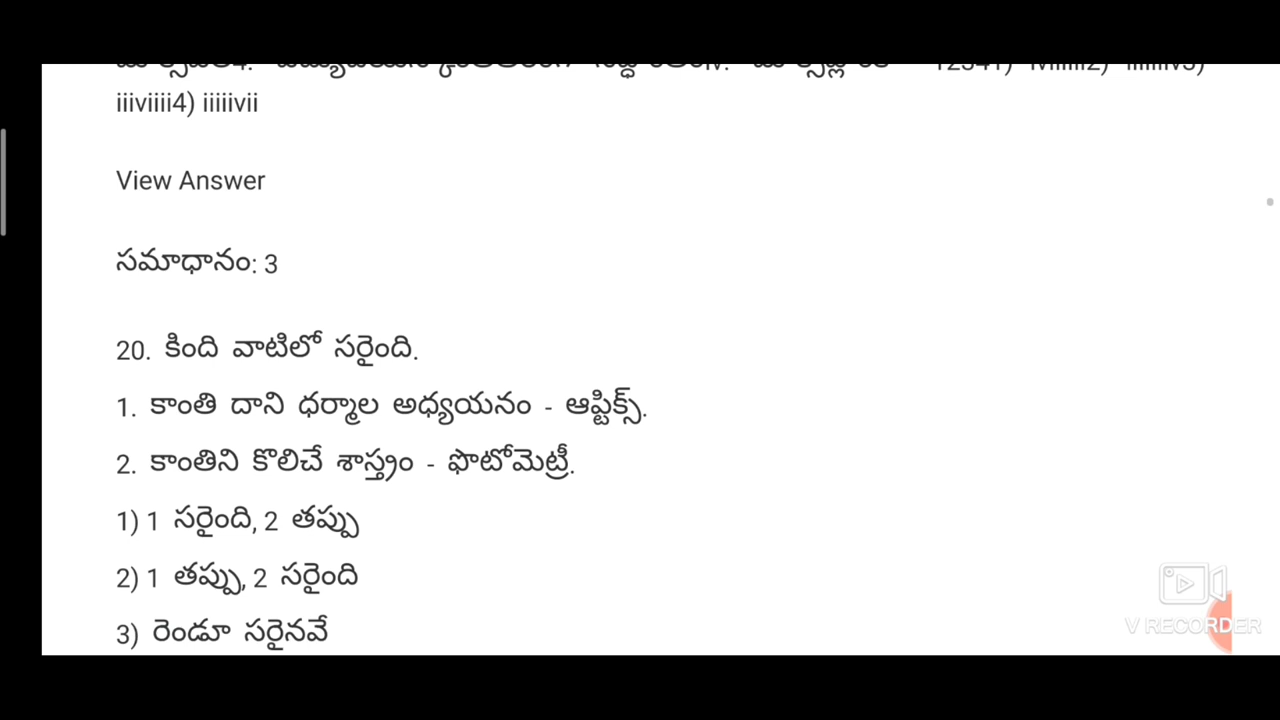 iiiviiii4) iiiiivii
View Answer
సమాధానం: 3
20. కింది వాటిలో సరైంది.
1. కాంతి దాని ధర్మాల అధ్యయనం - ఆప్టిక్స్.
2. కాంతిని కొలిచే శాస్త్రం - ఫొటోమెట్రీ.
1) 1 సరైంది, 2 తప్పు
2) 1 తప్పు, 2 సరైంది
3) రెండూ సరైనవే
V RECORDER